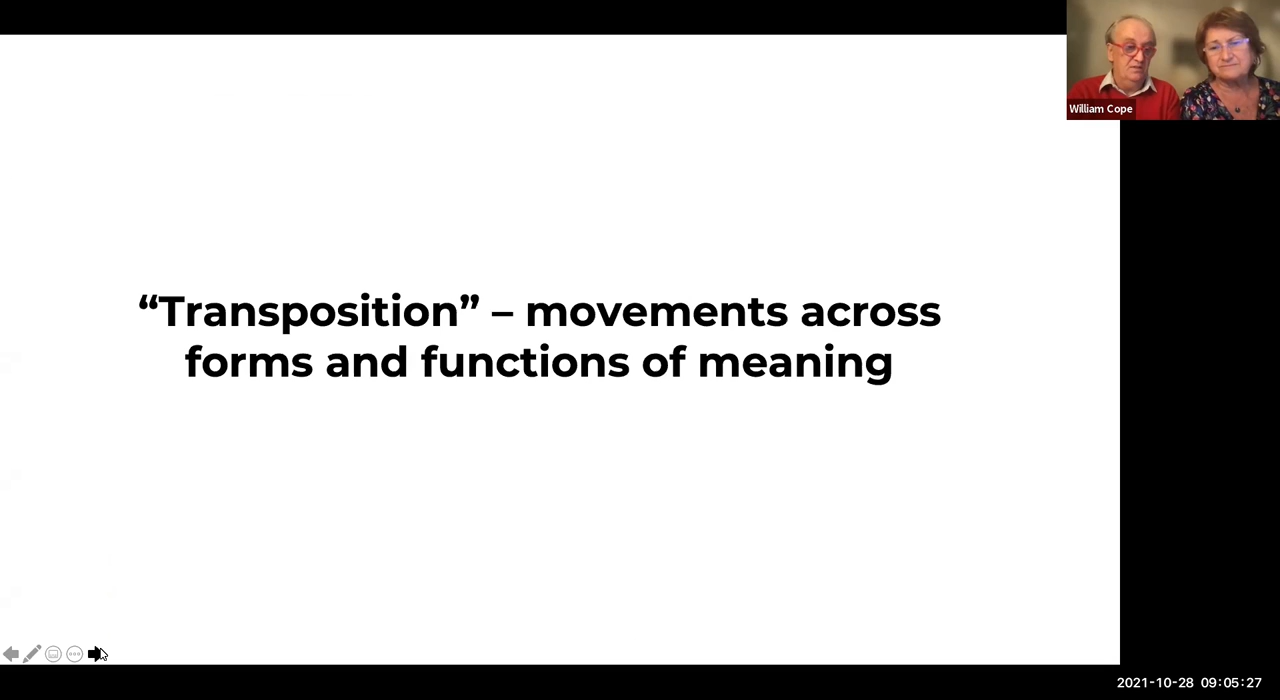 William Cope
“Transposition” – movements across
forms and functions of meaning
2021-10-28 09:05:27